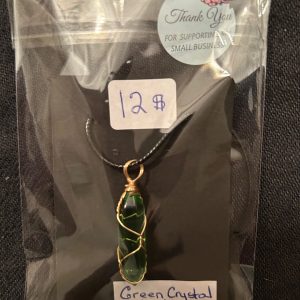 Thank You
FOR SUPPORTING
SMALL BUSINESS
12$
Green Crystal